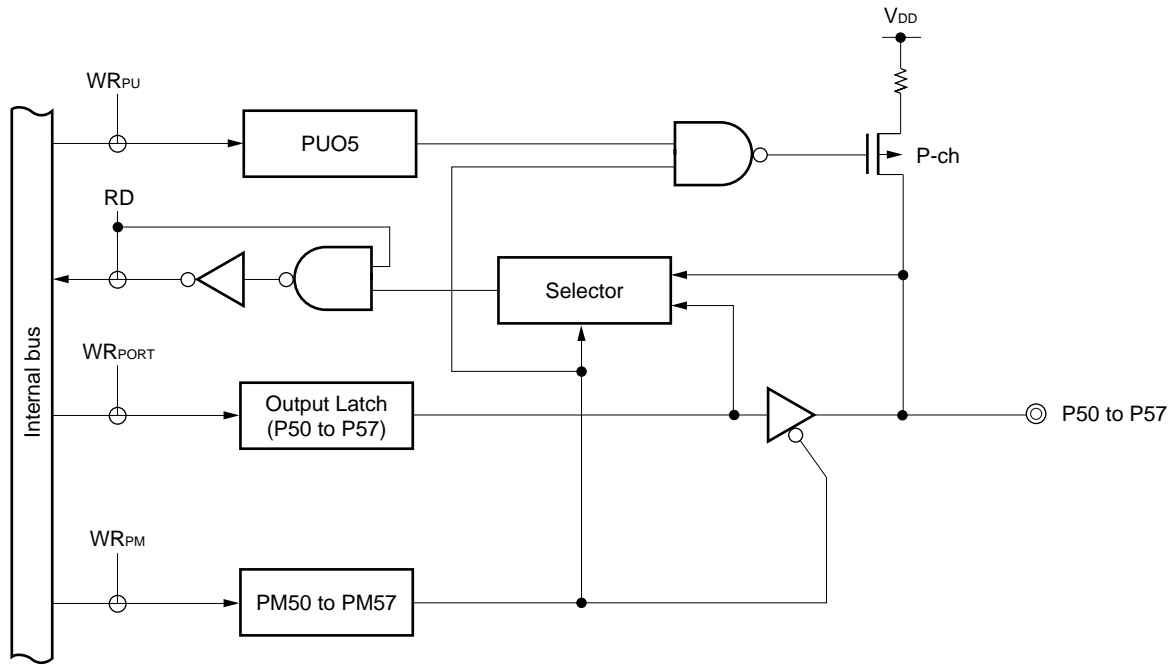 VDD
WRPU
PUO5
P-ch
RD
Selector
Internal bus
WRPORT
Output Latch
(P50 to P57)
P50 to P57
WRPM
PM50 to PM57